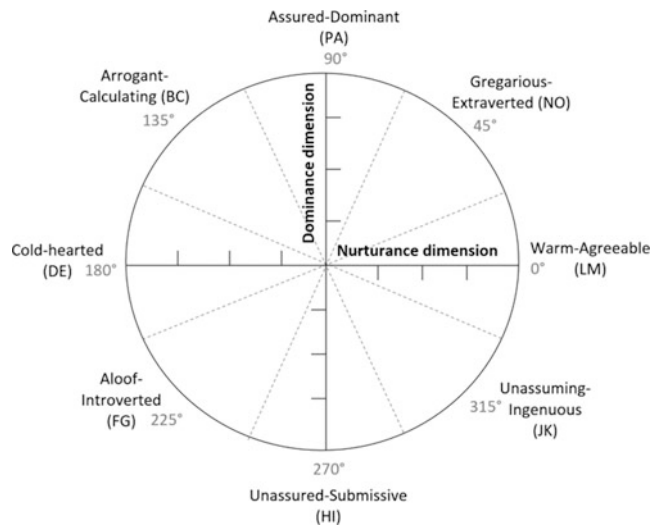 Assured-Dominant
(PA)
90°
Arrogant-
Calculating (BC)
135°
Gregarious-
Extraverted (NO)
45°
Dominance dimension
Nurturance dimension
Cold-hearted
(DE)
180°
Warm-Agreeable
0°
(LM)
Aloof-
Introverted
(FG)
225°
Unassuming-
Ingenuous
315°
(JK)
270°
Unassured-Submissive
(HI)